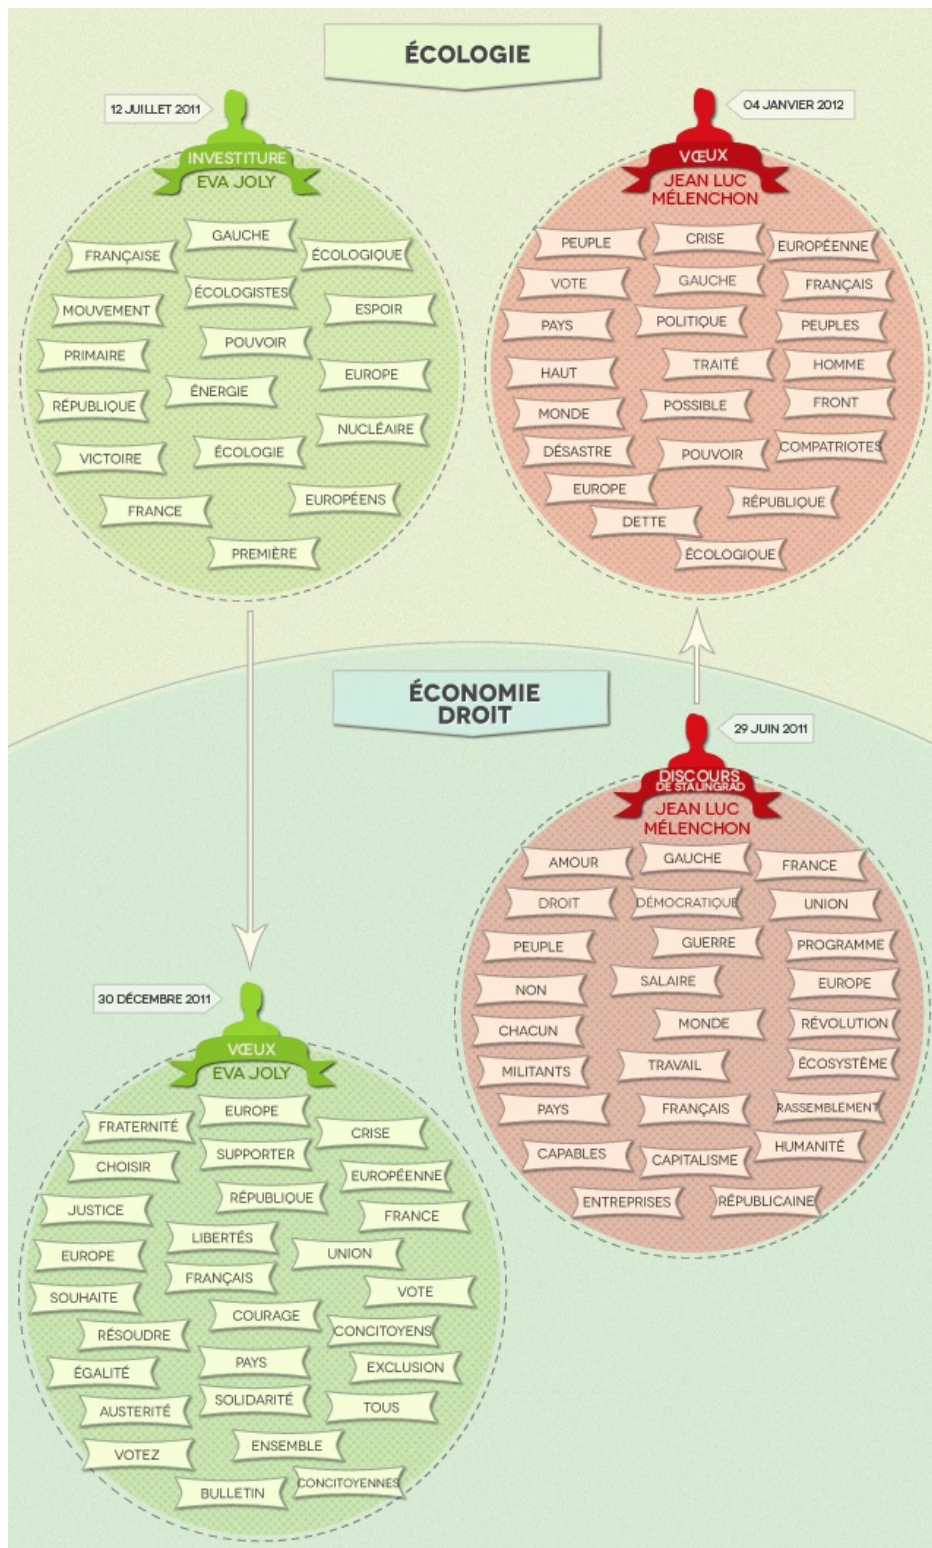 ÉCOLOGIE
12 JUILLET 2011
INVESTITURE
EVA JOLY
GAUCHE
FRANÇAISE
ÉCOLOGIQUE
ÉCOLOGISTES
MOUVEMENT
ESPOIR
POUVOIR
PRIMAIRE
EUROPE
ÉNERGIE
RÉPUBLIQUE
NUCLÉAIRE
ÉCOLOGIE
VICTOIRE
EUROPÉENS
FRANCE
PREMIÈRE
04 JANVIER 2012
VŒUX
JEAN LUC
MÉLENCHON
PEUPLE
CRISE
EUROPÉENNE
VOTE
GAUCHE
FRANÇAIS
PAYS
POLITIQUE
PEUPLES
HAUT
TRAITÉ
HOMME
MONDE
POSSIBLE
FRONT
DÉSASTRE
POUVOIR
COMPATRIOTES
EUROPE
RÉPUBLIQUE
DETTE
ÉCOLOGIQUE
ÉCONOMIE
DROIT
29 JUIN 2011
DISCOURS
DE STALINGRAD
JEAN LUC
MÉLENCHON
AMOUR
GAUCHE
FRANCE
DROIT
DÉMOCRATIQUE
UNION
PEUPLE
GUERRE
PROGRAMME
NON
SALAIRE
EUROPE
CHACUN
MONDE
RÉVOLUTION
MILITANTS
TRAVAIL
ÉCOSYSTÈME
PAYS
FRANÇAIS
RASSEMBLEMENT
CAPABLES
CAPITALISME
HUMANITÉ
ENTREPRISES
RÉPUBLICAINE
30 DÉCEMBRE 2011
VŒUX
EVA JOLY
EUROPE
FRATERNITÉ
CRISE
CHOISIR
SUPPORTER
EUROPÉENNE
JUSTICE
RÉPUBLIQUE
FRANCE
LIBERTÉS
EUROPE
UNION
FRANÇAIS
SOUHAITE
VOTE
COURAGE
RÉSOUDRE
CONCITOYENS
ÉGALITÉ
PAYS
EXCLUSION
AUSTERITÉ
SOLIDARITÉ
TOUS
VOTEZ
ENSEMBLE
BULLETIN
CONCITOYENNES